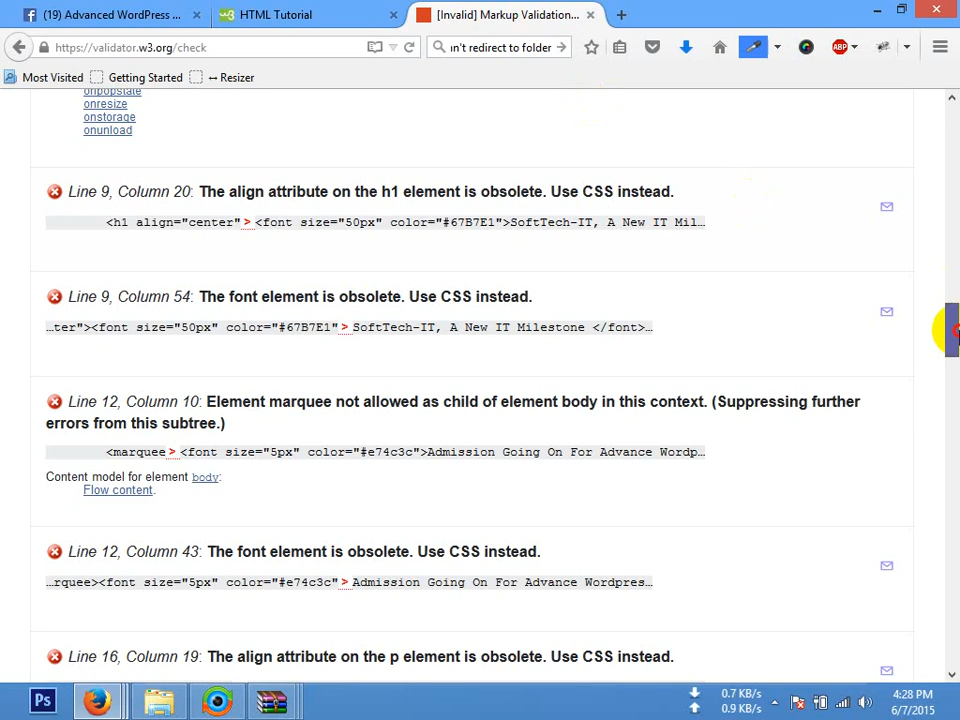 (19) Advanced WordPress ...
HTML Tutorial
[Invalid] Markup Validation...
https://validator.w3.org/check
ın't redirect to folder
ABP
Most Visited
Getting Started
↔ Resizer
onpopstate
onresize
onstorage
onunload
Line 9, Column 20: The align attribute on the h1 element is obsolete. Use CSS instead.
<h1 align="center"><font size="50px" color="#67B7E1">SoftTech-IT, A New IT Mil…
Line 9, Column 54: The font element is obsolete. Use CSS instead.
…ter"><font size="50px" color="#67B7E1">SoftTech-IT, A New IT Milestone </font>…
Line 12, Column 10: Element marquee not allowed as child of element body in this context. (Suppressing further
errors from this subtree.)
<marquee><font size="5px" color="#e74c3c">Admission Going On For Advance Wordp…
Content model for element body:
Flow content.
Line 12, Column 43: The font element is obsolete. Use CSS instead.
…rquee><font size="5px" color="#e74c3c">Admission Going On For Advance Wordpres…
Line 16, Column 19: The align attribute on the p element is obsolete. Use CSS instead.
Ps
0.7 KB/s
0.9 KB/s
4:28 PM
6/7/2015